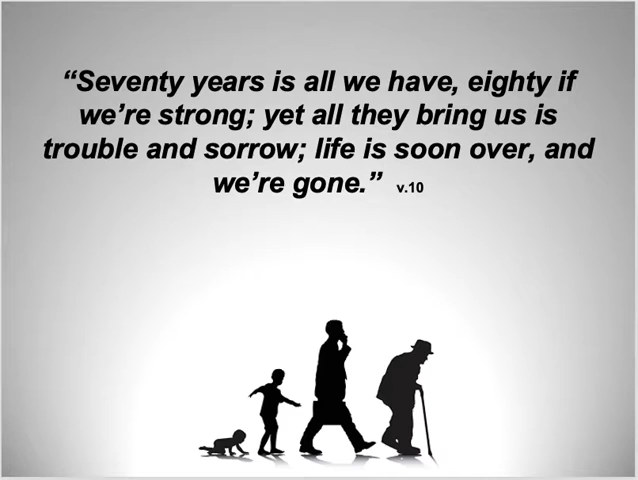 “Seventy years is all we have, eighty if
we’re strong; yet all they bring us is
trouble and sorrow; life is soon over, and
we’re gone.” v.10